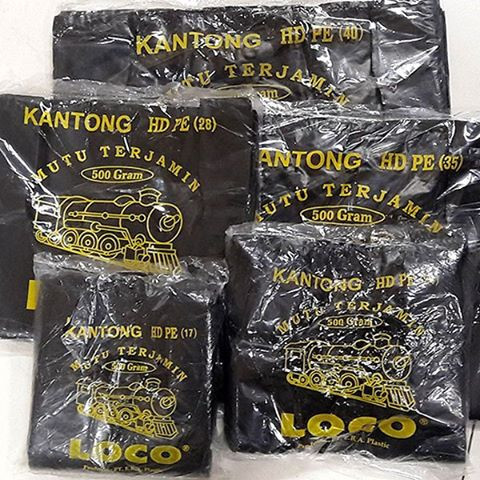 KANTONG HD PE (40)
MUTU TERJAMIN
500 Gram
KANTONG HD PE (28)
MUTU TERJAMIN
500 Gram
KANTONG HD PE (35)
MUTU TERJAMIN
500 Gram
KANTONG HD PE
MUTU TERJAMIN
500 Gram
LOCO®
KANTONG HD PE (17)
MUTU TERJAMIN
500 Gram
LOCO®